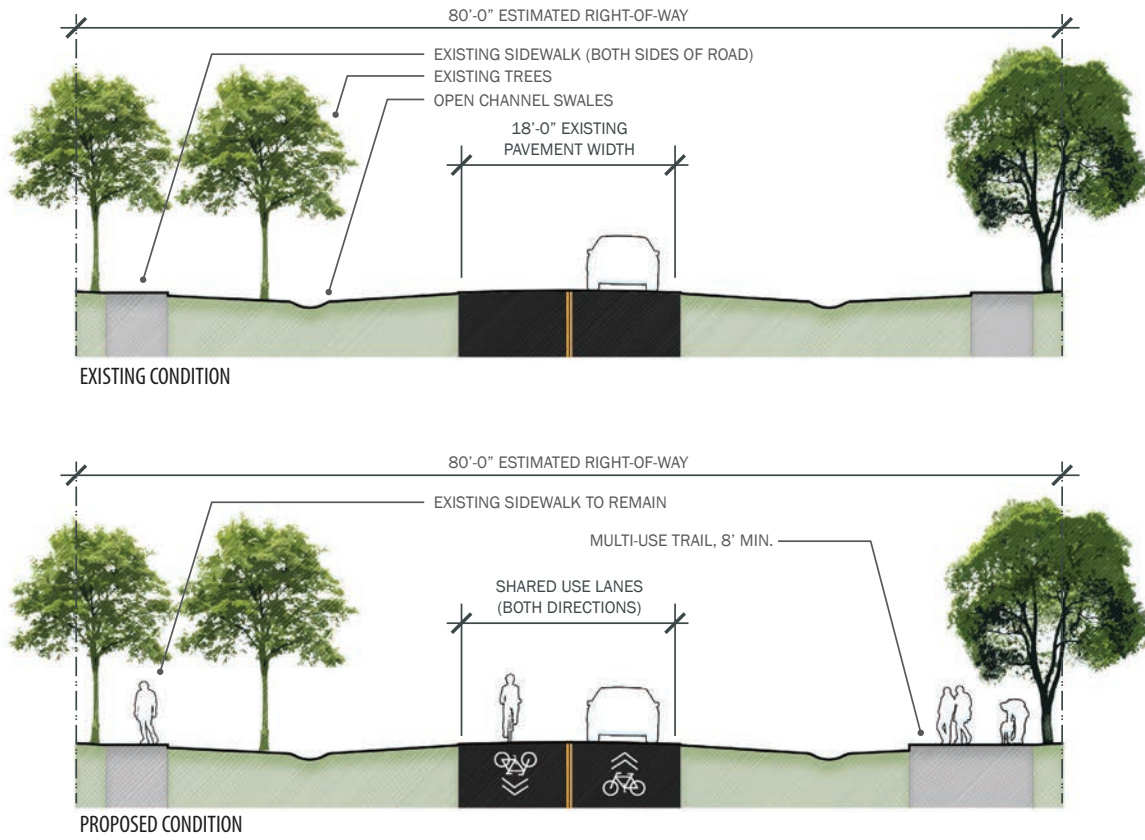 80’-0” ESTIMATED RIGHT-OF-WAY
EXISTING SIDEWALK (BOTH SIDES OF ROAD)
EXISTING TREES
OPEN CHANNEL SWALES
18’-0” EXISTING
PAVEMENT WIDTH
EXISTING CONDITION
80’-0” ESTIMATED RIGHT-OF-WAY
EXISTING SIDEWALK TO REMAIN
MULTI-USE TRAIL, 8’ MIN.
SHARED USE LANES
(BOTH DIRECTIONS)
PROPOSED CONDITION